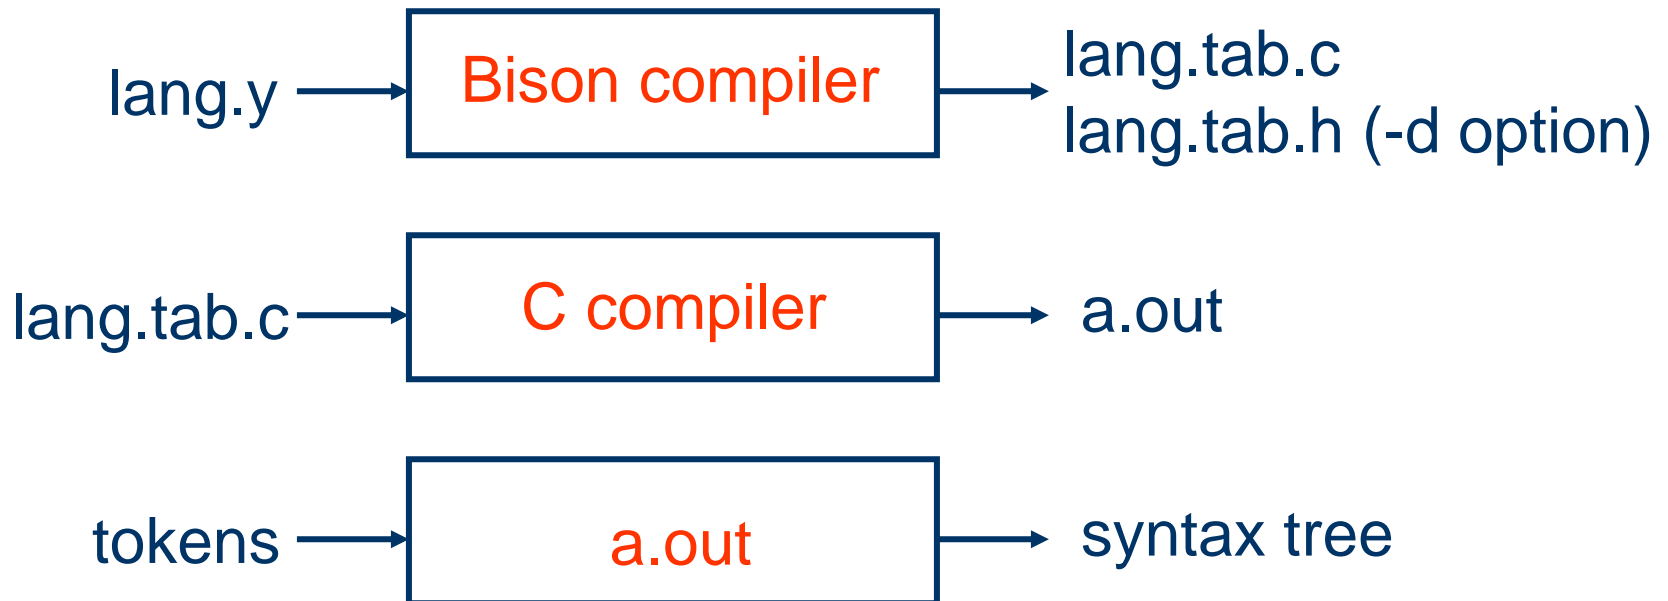 lang.y
Bison compiler
lang.tab.c
lang.tab.h (-d option)
lang.tab.c
C compiler
a.out
tokens
a.out
syntax tree